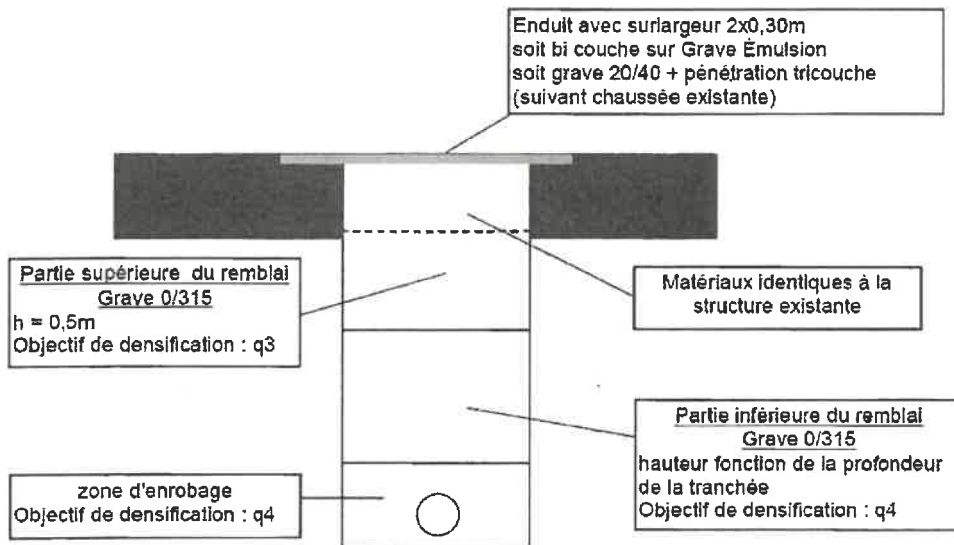 Enduit avec surlargeur 2x0,30m
soit bi couche sur Grave Émulsion
soit grave 20/40 + pénétration tricouche
(suivant chaussée existante)
Partie supérieure du remblai
Grave 0/315
h = 0,5m
Objectif de densification : q3
Matériaux identiques à la
structure existante
Partie inférieure du remblai
Grave 0/315
hauteur fonction de la profondeur
de la tranchée
Objectif de densification : q4
zone d'enrobage
Objectif de densification : q4